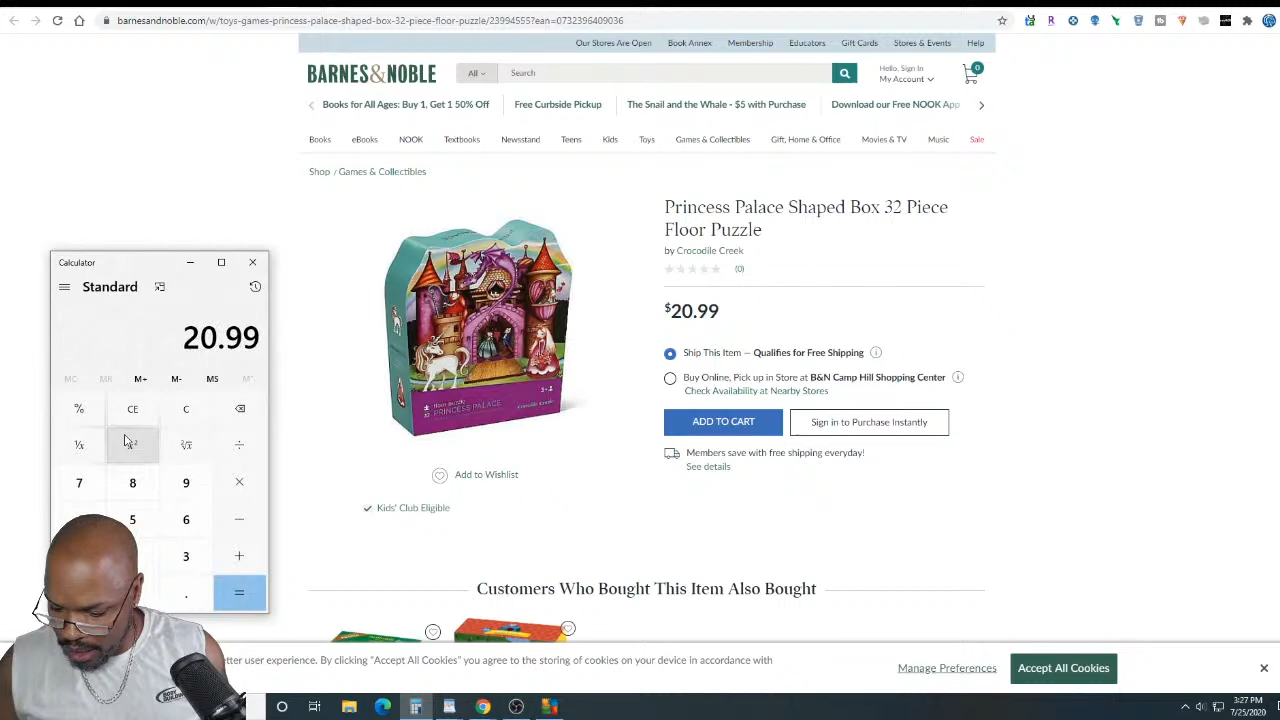 barnesandnoble.com/w/toys-games-princess-palace-shaped-box-32-piece-floor-puzzle/23994555?ean=0732396409036
Our Stores Are Open Book Annex Membership Educators Gift Cards Stores & Events Help
BARNES&NOBLE
All
Search
Hello, Sign In
My Account
0
Books for All Ages: Buy 1, Get 1 50% Off
Free Curbside Pickup
The Snail and the Whale - $5 with Purchase
Download our Free NOOK App
Books eBooks NOOK Textbooks Newsstand Teens Kids Toys Games & Collectibles Gift, Home & Office Movies & TV Music Sale
Shop / Games & Collectibles
Princess Palace Shaped Box 32 Piece
Floor Puzzle
by Crocodile Creek
(0)
$20.99
Ship This Item — Qualifies for Free Shipping
Buy Online, Pick up in Store at B&N Camp Hill Shopping Center
Check Availability at Nearby Stores
ADD TO CART
Sign in to Purchase Instantly
Members save with free shipping everyday!
See details
floor puzzle
PRINCESS PALACE
Crocodile Creek
Add to Wishlist
Kids' Club Eligible
Calculator
Standard
20.99
MC MR M+ M- MS
% CE C
7 8 9 ×
5 6 −
3 +
. =
Customers Who Bought This Item Also Bought
etter user experience. By clicking "Accept All Cookies" you agree to the storing of cookies on your device in accordance with
Manage Preferences
Accept All Cookies
3:27 PM
7/25/2020